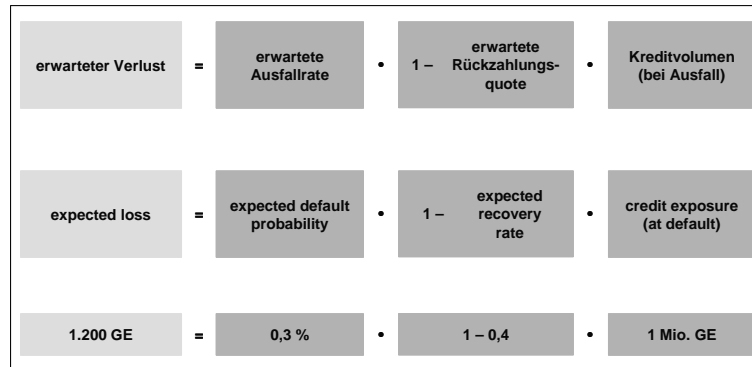 erwarteter Verlust
=
erwartete
Ausfallrate
•
1 –
erwartete
Rückzahlungs-
quote
•
Kreditvolumen
(bei Ausfall)
expected loss
=
expected default
probability
•
1 –
expected
recovery
rate
•
credit exposure
(at default)
1.200 GE
=
0,3 %
•
1 – 0,4
•
1 Mio. GE